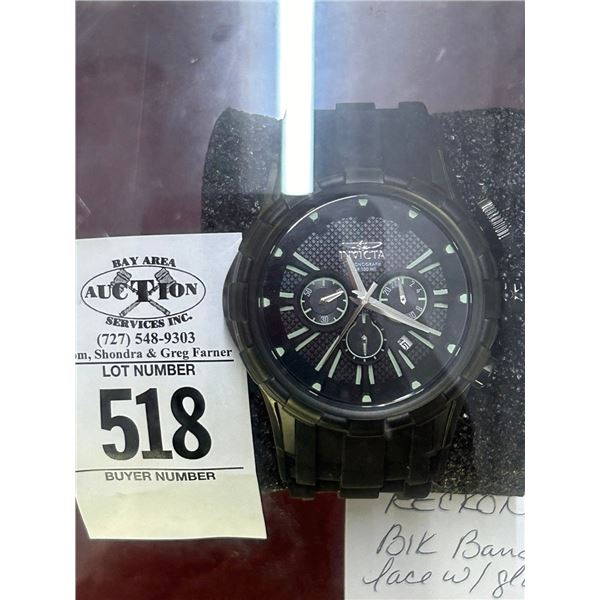 BAY AREA
AUCTION
SERVICES INC.
(727) 548-9303
om, Shondra & Greg Farner
LOT NUMBER
518
BUYER NUMBER
INVICTA
RECKON
Blk Ban
face w/ gl